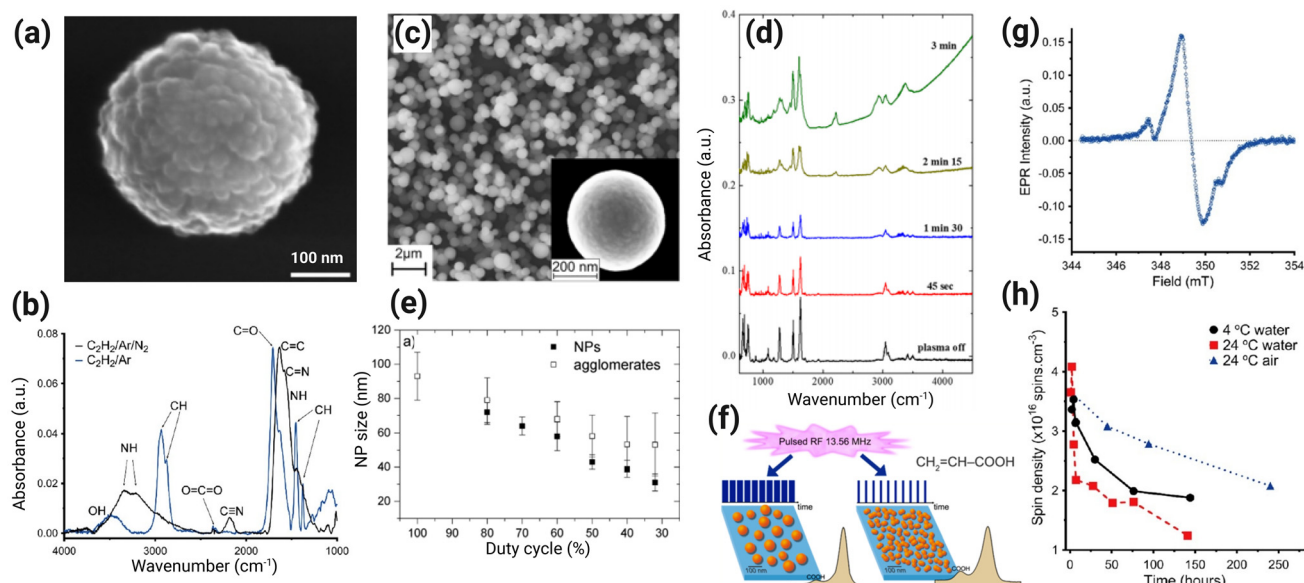 (a)
100 nm
(b)
Absorbance (a.u.)
0.08
0.06
0.04
0.02
0.00
C₂H₂/Ar/N₂
C₂H₂/Ar
OH
NH
CH
O=C=O
C≡N
C=O
C=C
C=N
NH
CH
4000
3000
2000
1000
Wavenumber (cm⁻¹)
(c)
2µm
200 nm
(d)
Absorbance (a.u.)
0.4
0.3
0.2
0.1
0.0
3 min
2 min 15
1 min 30
45 sec
plasma off
1000
2000
3000
4000
Wavenumber (cm⁻¹)
(e)
a)
NP size (nm)
120
100
80
60
40
20
NPs
agglomerates
100
90
80
70
60
50
40
30
Duty cycle (%)
(f)
Pulsed RF 13.56 MHz
CH₂=CH–COOH
time
time
100 nm
100 nm
COOH
COOH
(g)
EPR Intensity (a.u.)
0.15
0.10
0.05
0.00
-0.05
-0.10
-0.15
344
346
348
350
352
354
Field (mT)
(h)
Spin density (x10¹⁶ spins.cm⁻³)
4
3
2
1
4 ºC water
24 ºC water
24 ºC air
0
50
100
150
200
250
Time (hours)